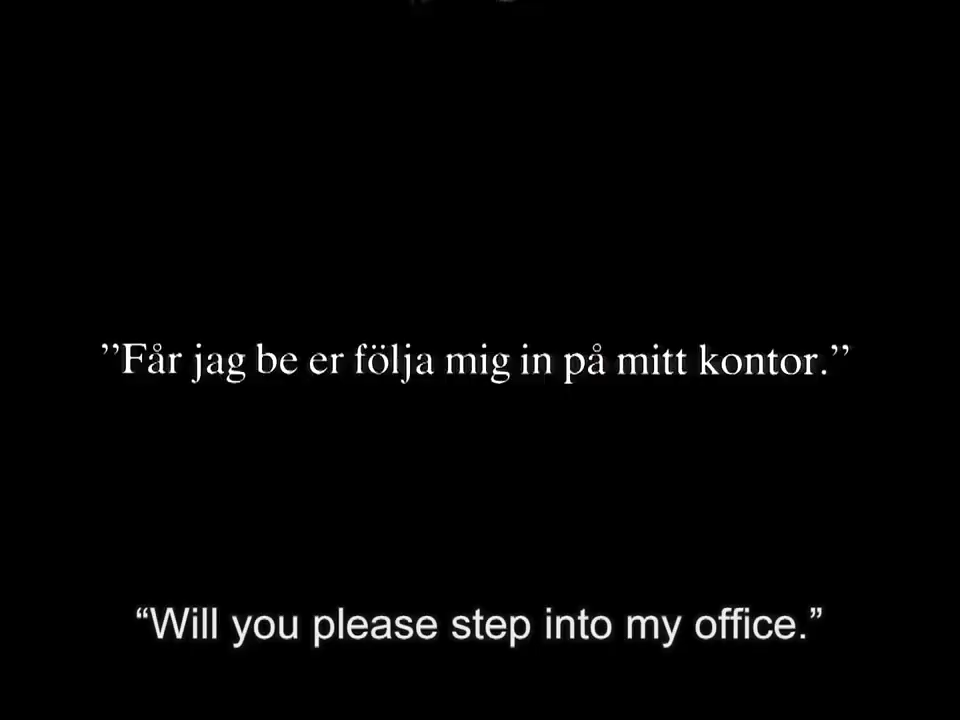 ”Får jag be er följa mig in på mitt kontor.”
“Will you please step into my office.”